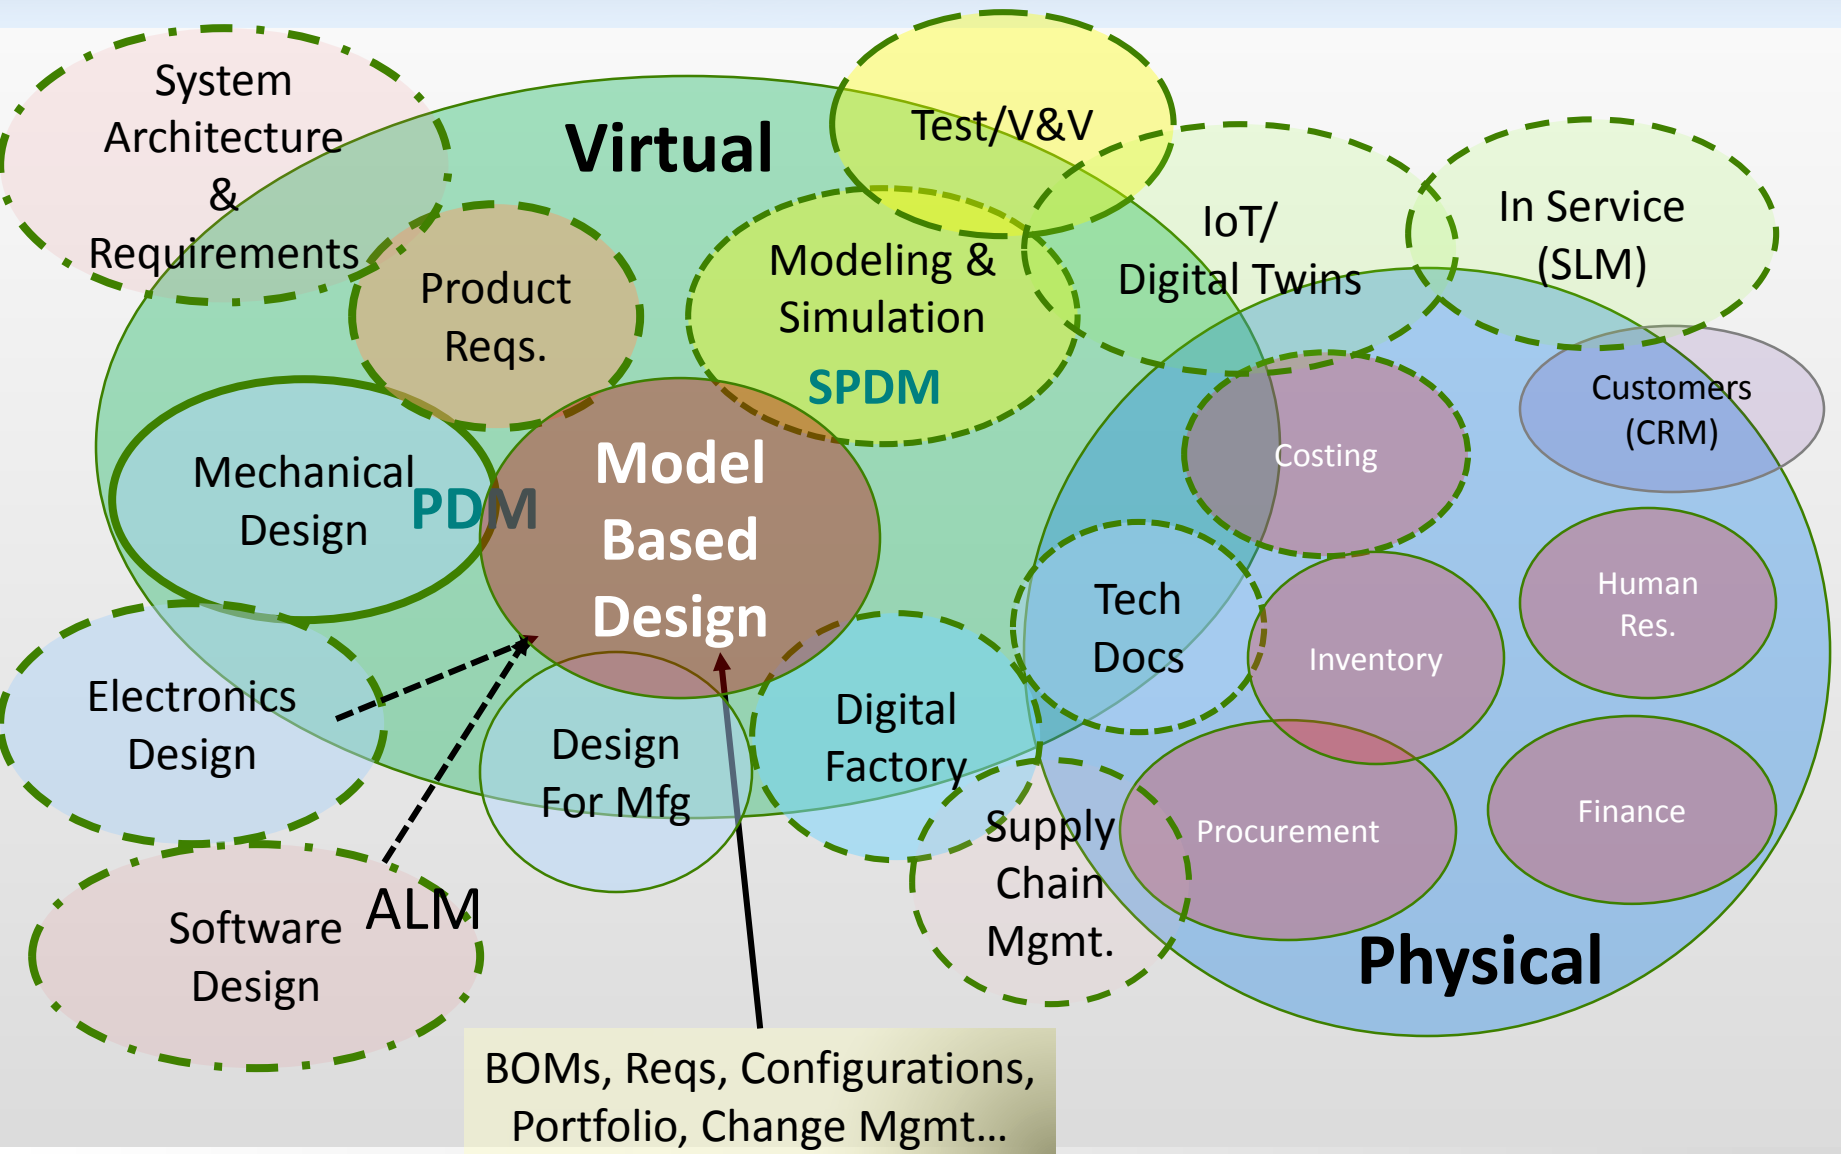 System
Architecture
&
Requirements
Virtual
Test/V&V
IoT/
Digital Twins
In Service
(SLM)
Product
Reqs.
Modeling &
Simulation
SPDM
Customers
(CRM)
Mechanical
Design
PDM
Model
Based
Design
Costing
Tech
Docs
Inventory
Human
Res.
Electronics
Design
Design
For Mfg
Digital
Factory
Supply
Chain
Mgmt.
Procurement
Finance
Software
Design
ALM
Physical
BOMs, Reqs, Configurations,
Portfolio, Change Mgmt...